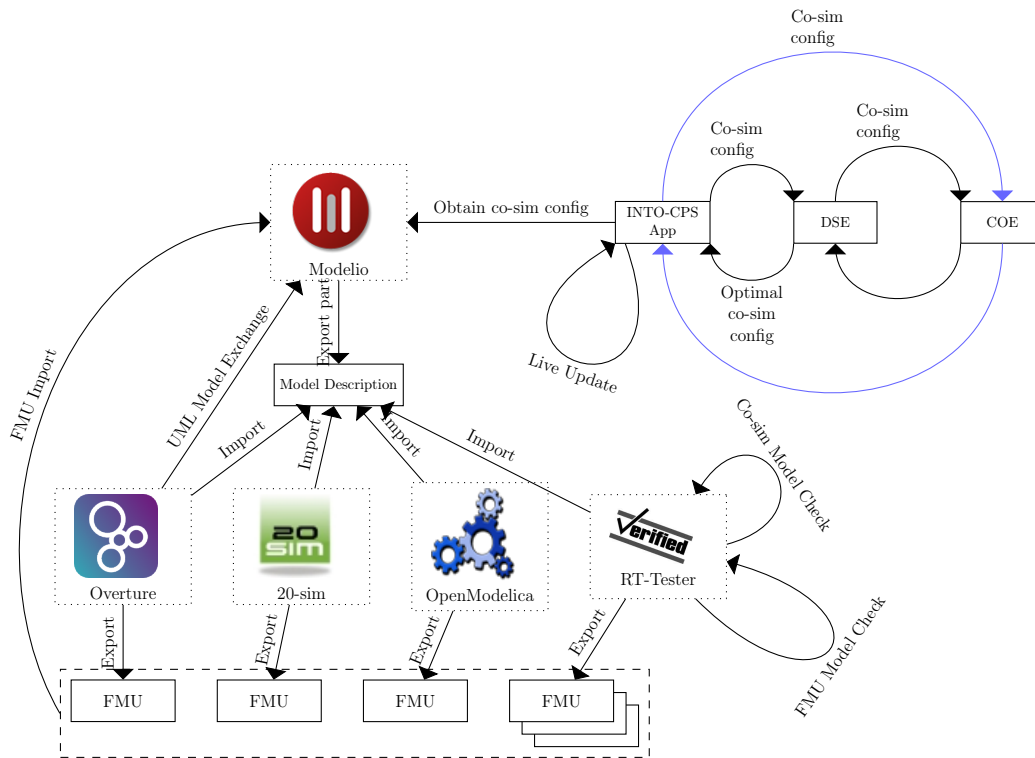 Co-sim
config
Co-sim
config
Co-sim
config
Obtain co-sim config
INTO-CPS
App
DSE
COE
Modelio
Optimal
co-sim
config
Export part
Live Update
FMU Import
UML Model Exchange
Model Description
Import
Import
Import
Import
Co-sim Model Check
20
SIM
Verified
Overture
20-sim
OpenModelica
RT-Tester
Export
Export
Export
Export
FMU Model Check
FMU
FMU
FMU
FMU